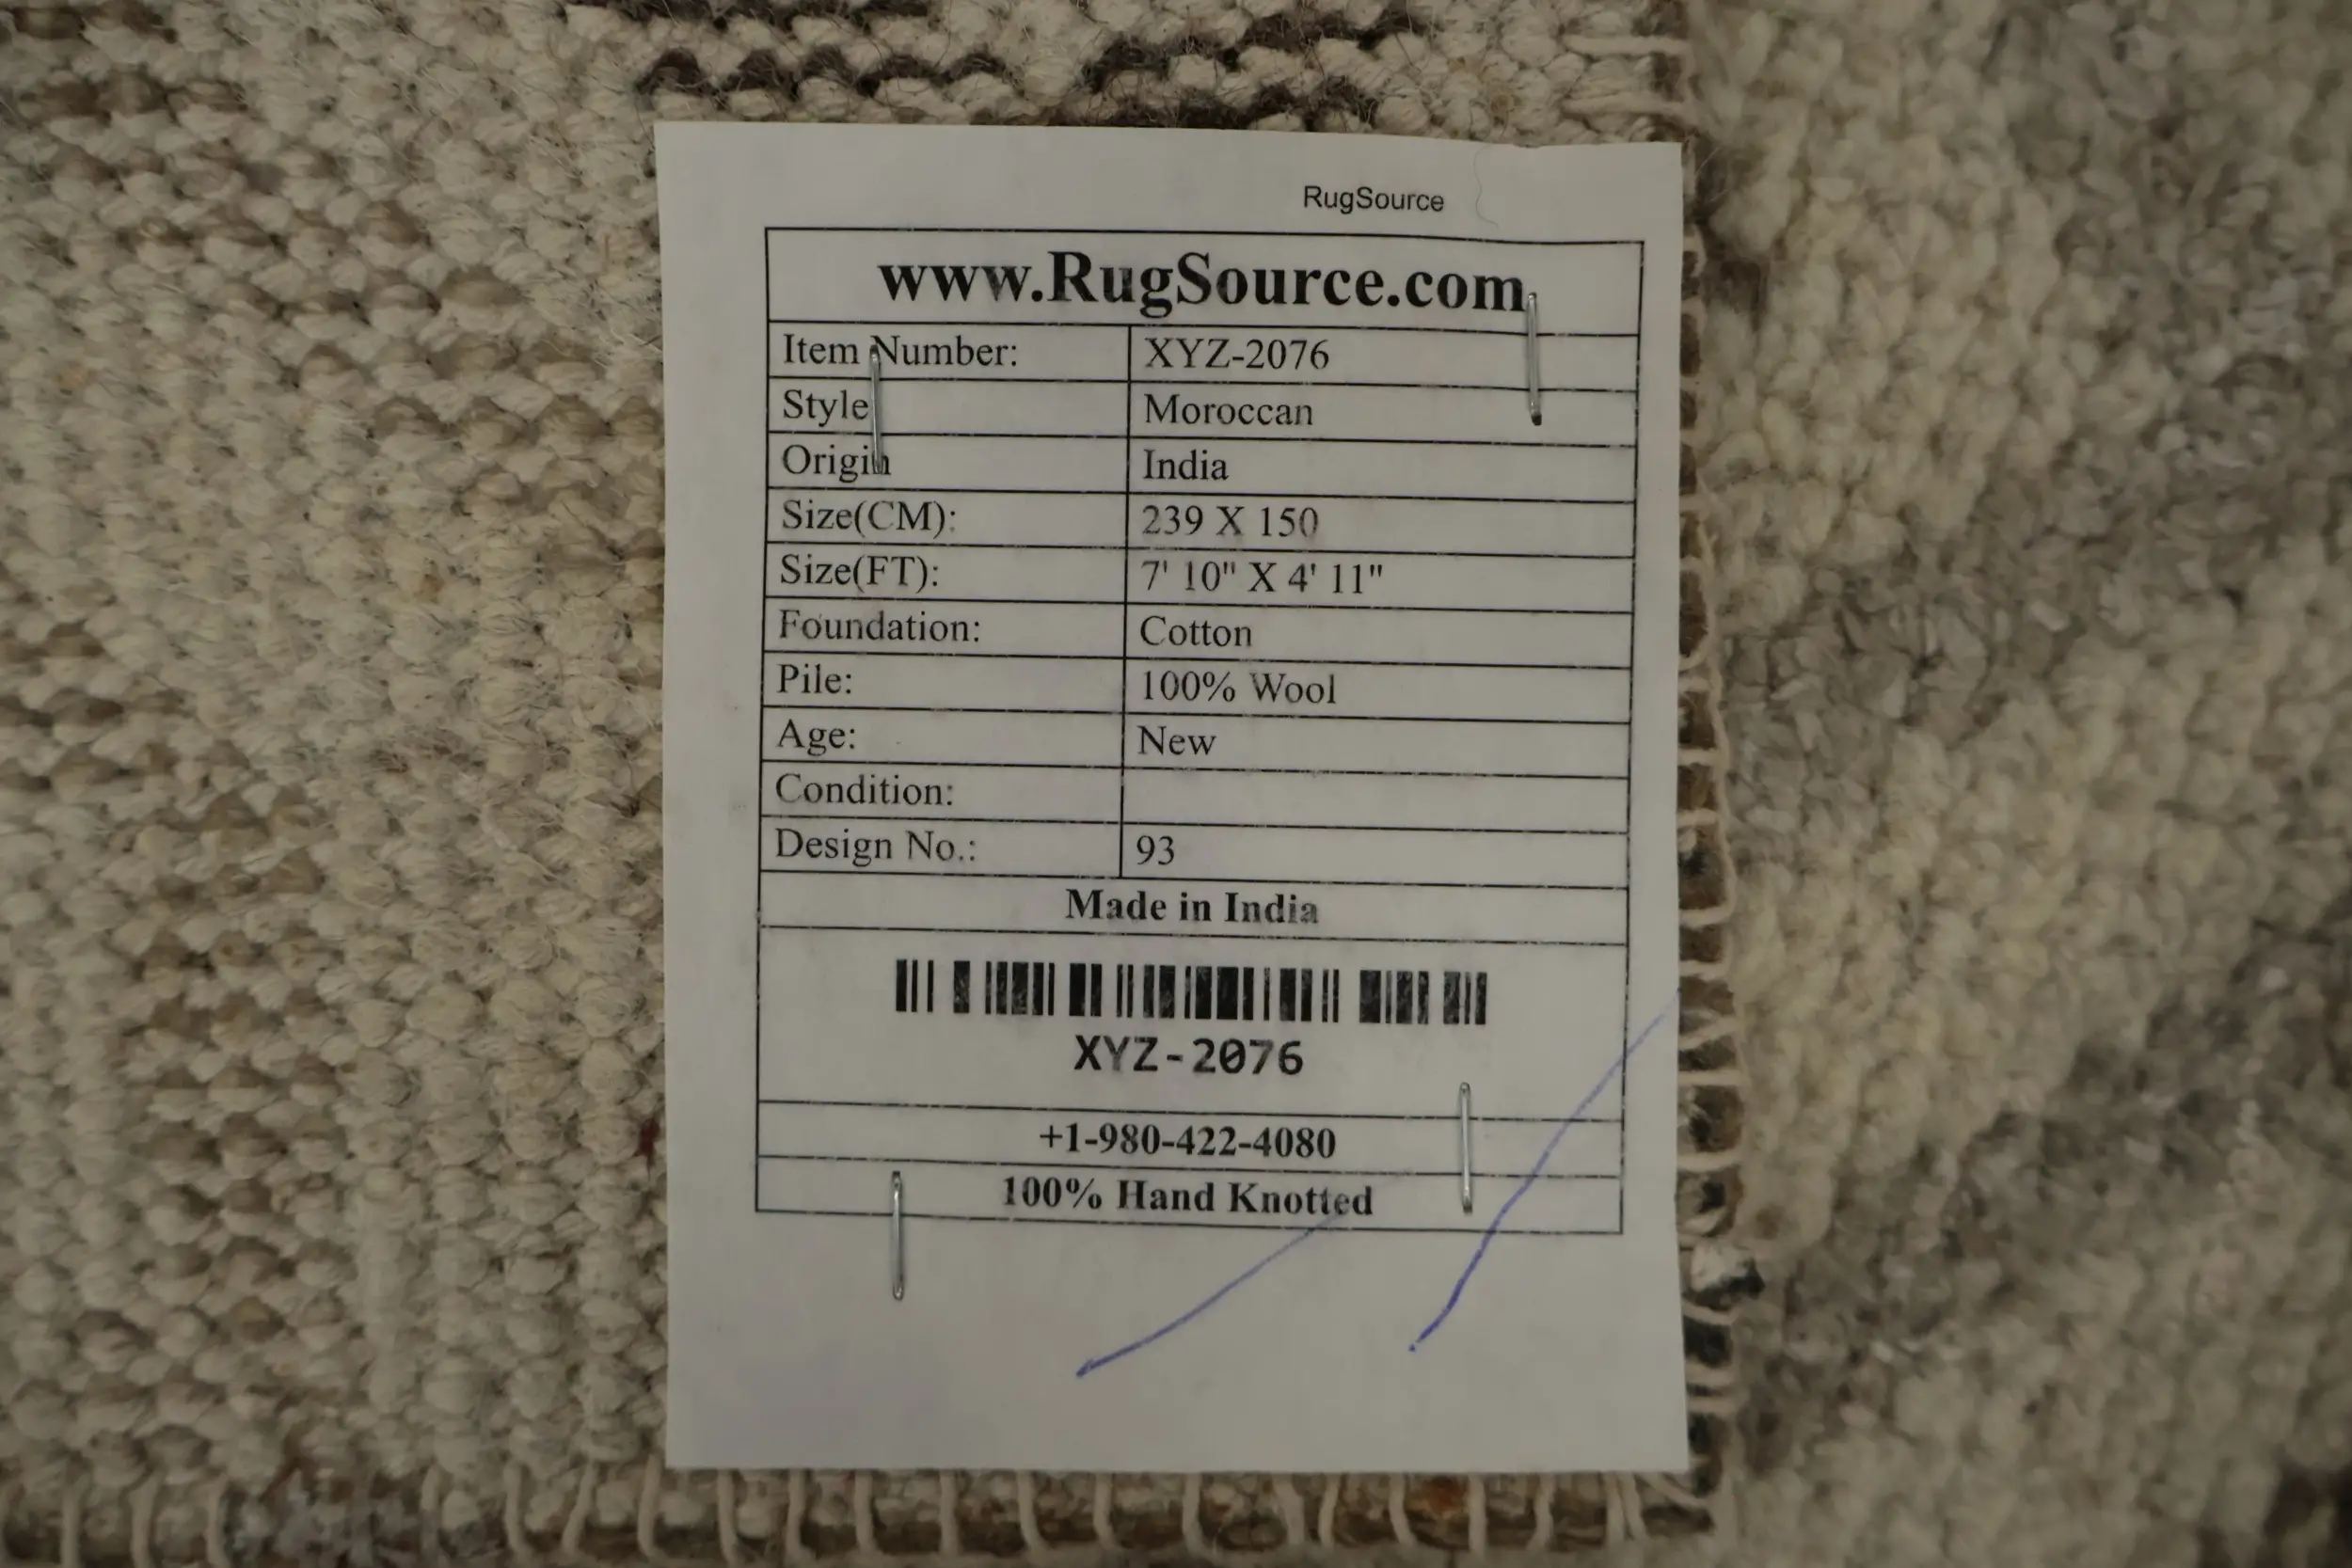 RugSource
www.RugSource.com
Item Number: XYZ-2076
Style Moroccan
Origin India
Size(CM): 239 X 150
Size(FT): 7' 10" X 4' 11"
Foundation: Cotton
Pile: 100% Wool
Age: New
Condition:
Design No.: 93
Made in India
XYZ-2076
+1-980-422-4080
100% Hand Knotted